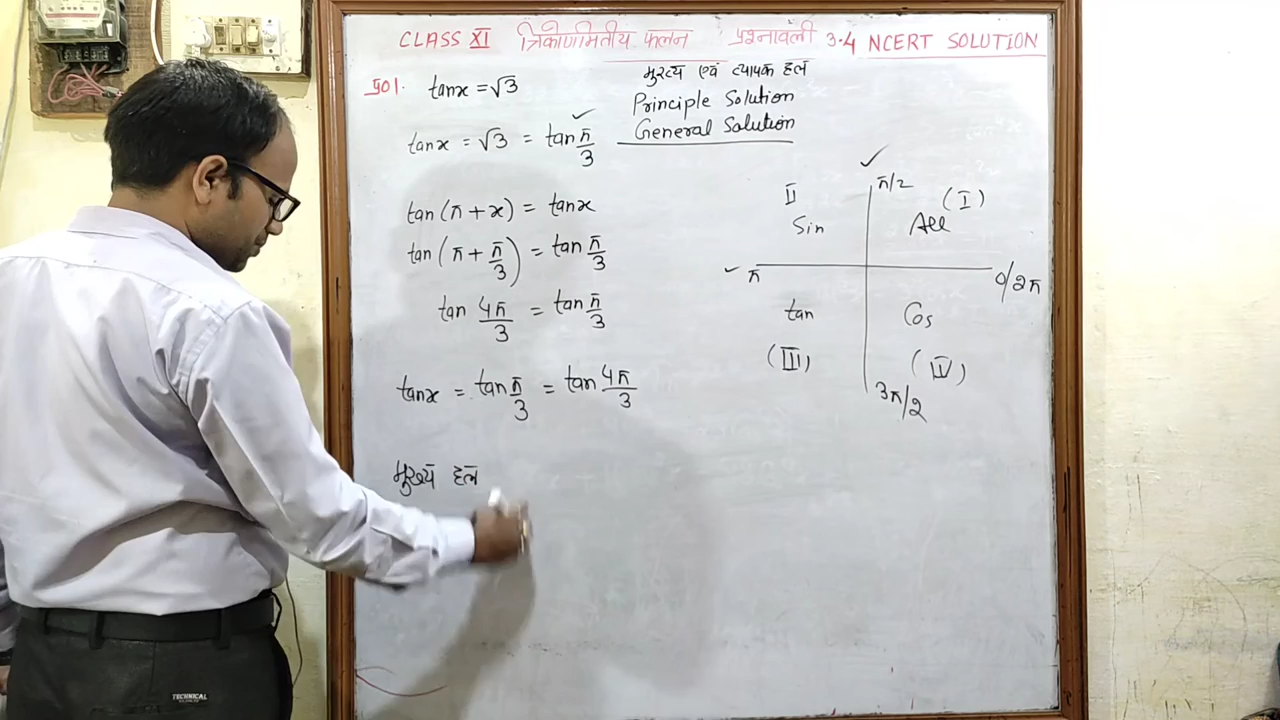 CLASS XI त्रिकोणमितीय फलन प्रश्नावली 3.4 NCERT SOLUTION
मुख्य एवं व्यापक हल
प्र01. tanx = √3
Principle Solution
General Solution
tanx = √3 = tan π/3
tan(π + x) = tanx
tan(π + π/3) = tan π/3
tan 4π/3 = tan π/3
tanx = tan π/3 = tan 4π/3
मुख्य हल
π/2
II (I)
Sin All
π 0/2π
tan Cos
(III) (IV)
3π/2
TECHNICAL